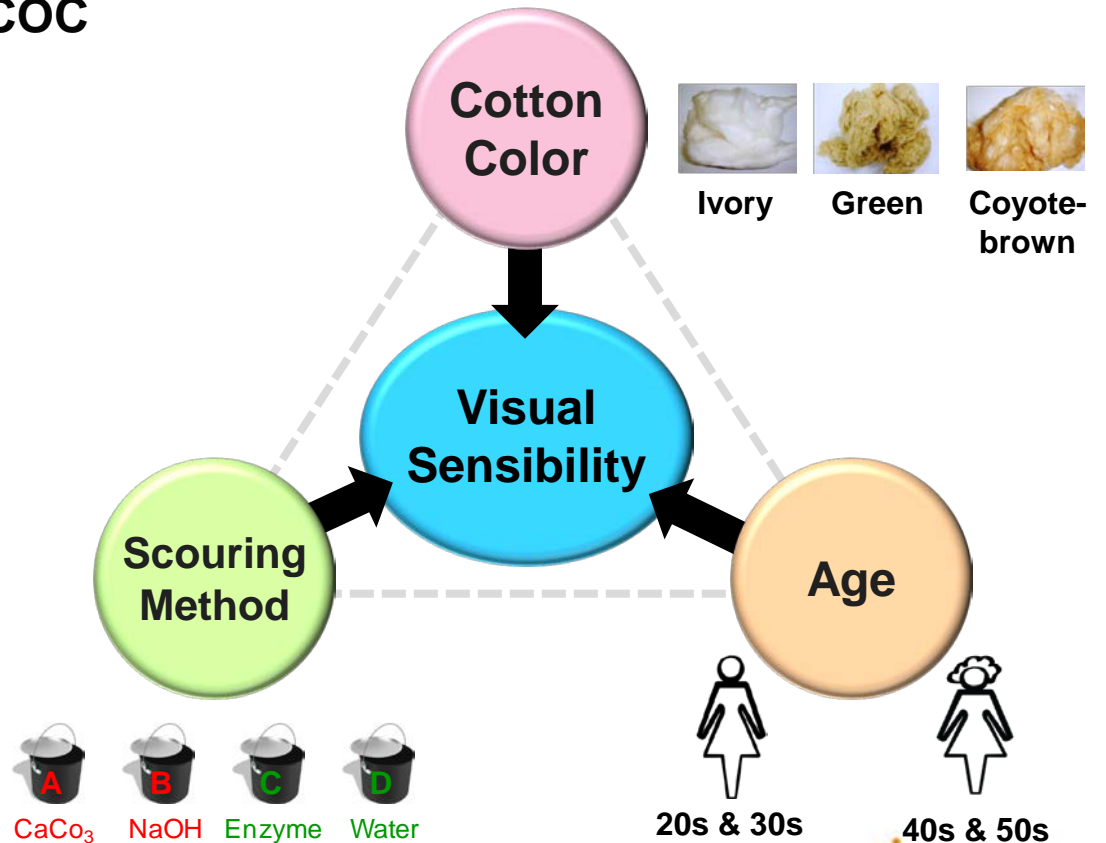 COC
Cotton
Color
Ivory
Green
Coyote-
brown
Visual
Sensibility
Scouring
Method
Age
A
B
C
D
CaCo₃
NaOH
Enzyme
Water
20s & 30s
40s & 50s